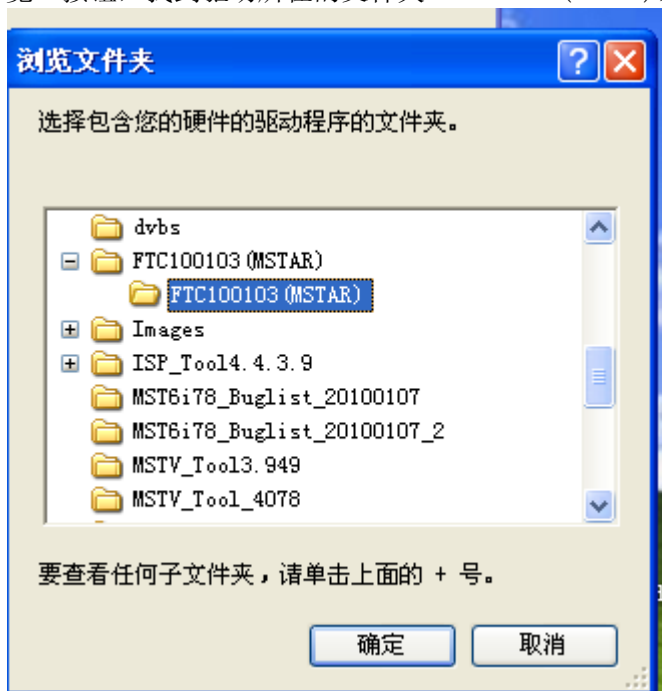 浏览文件夹
选择包含您的硬件的驱动程序的文件夹。
dvbs
FTC100103(MSTAR)
FTC100103(MSTAR)
Images
ISP_Tool4.4.3.9
MST6i78_Buglist_20100107
MST6i78_Buglist_20100107_2
MSTV_Tool3.949
MSTV_Tool_4078
要查看任何子文件夹，请单击上面的 + 号。
确定
取消